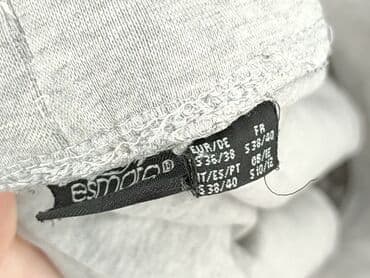 esmara®
EUR/DE
S 36/38
IT/ES/PT
S 38/40
FR
S 38/40
GB/IE
S 10/12